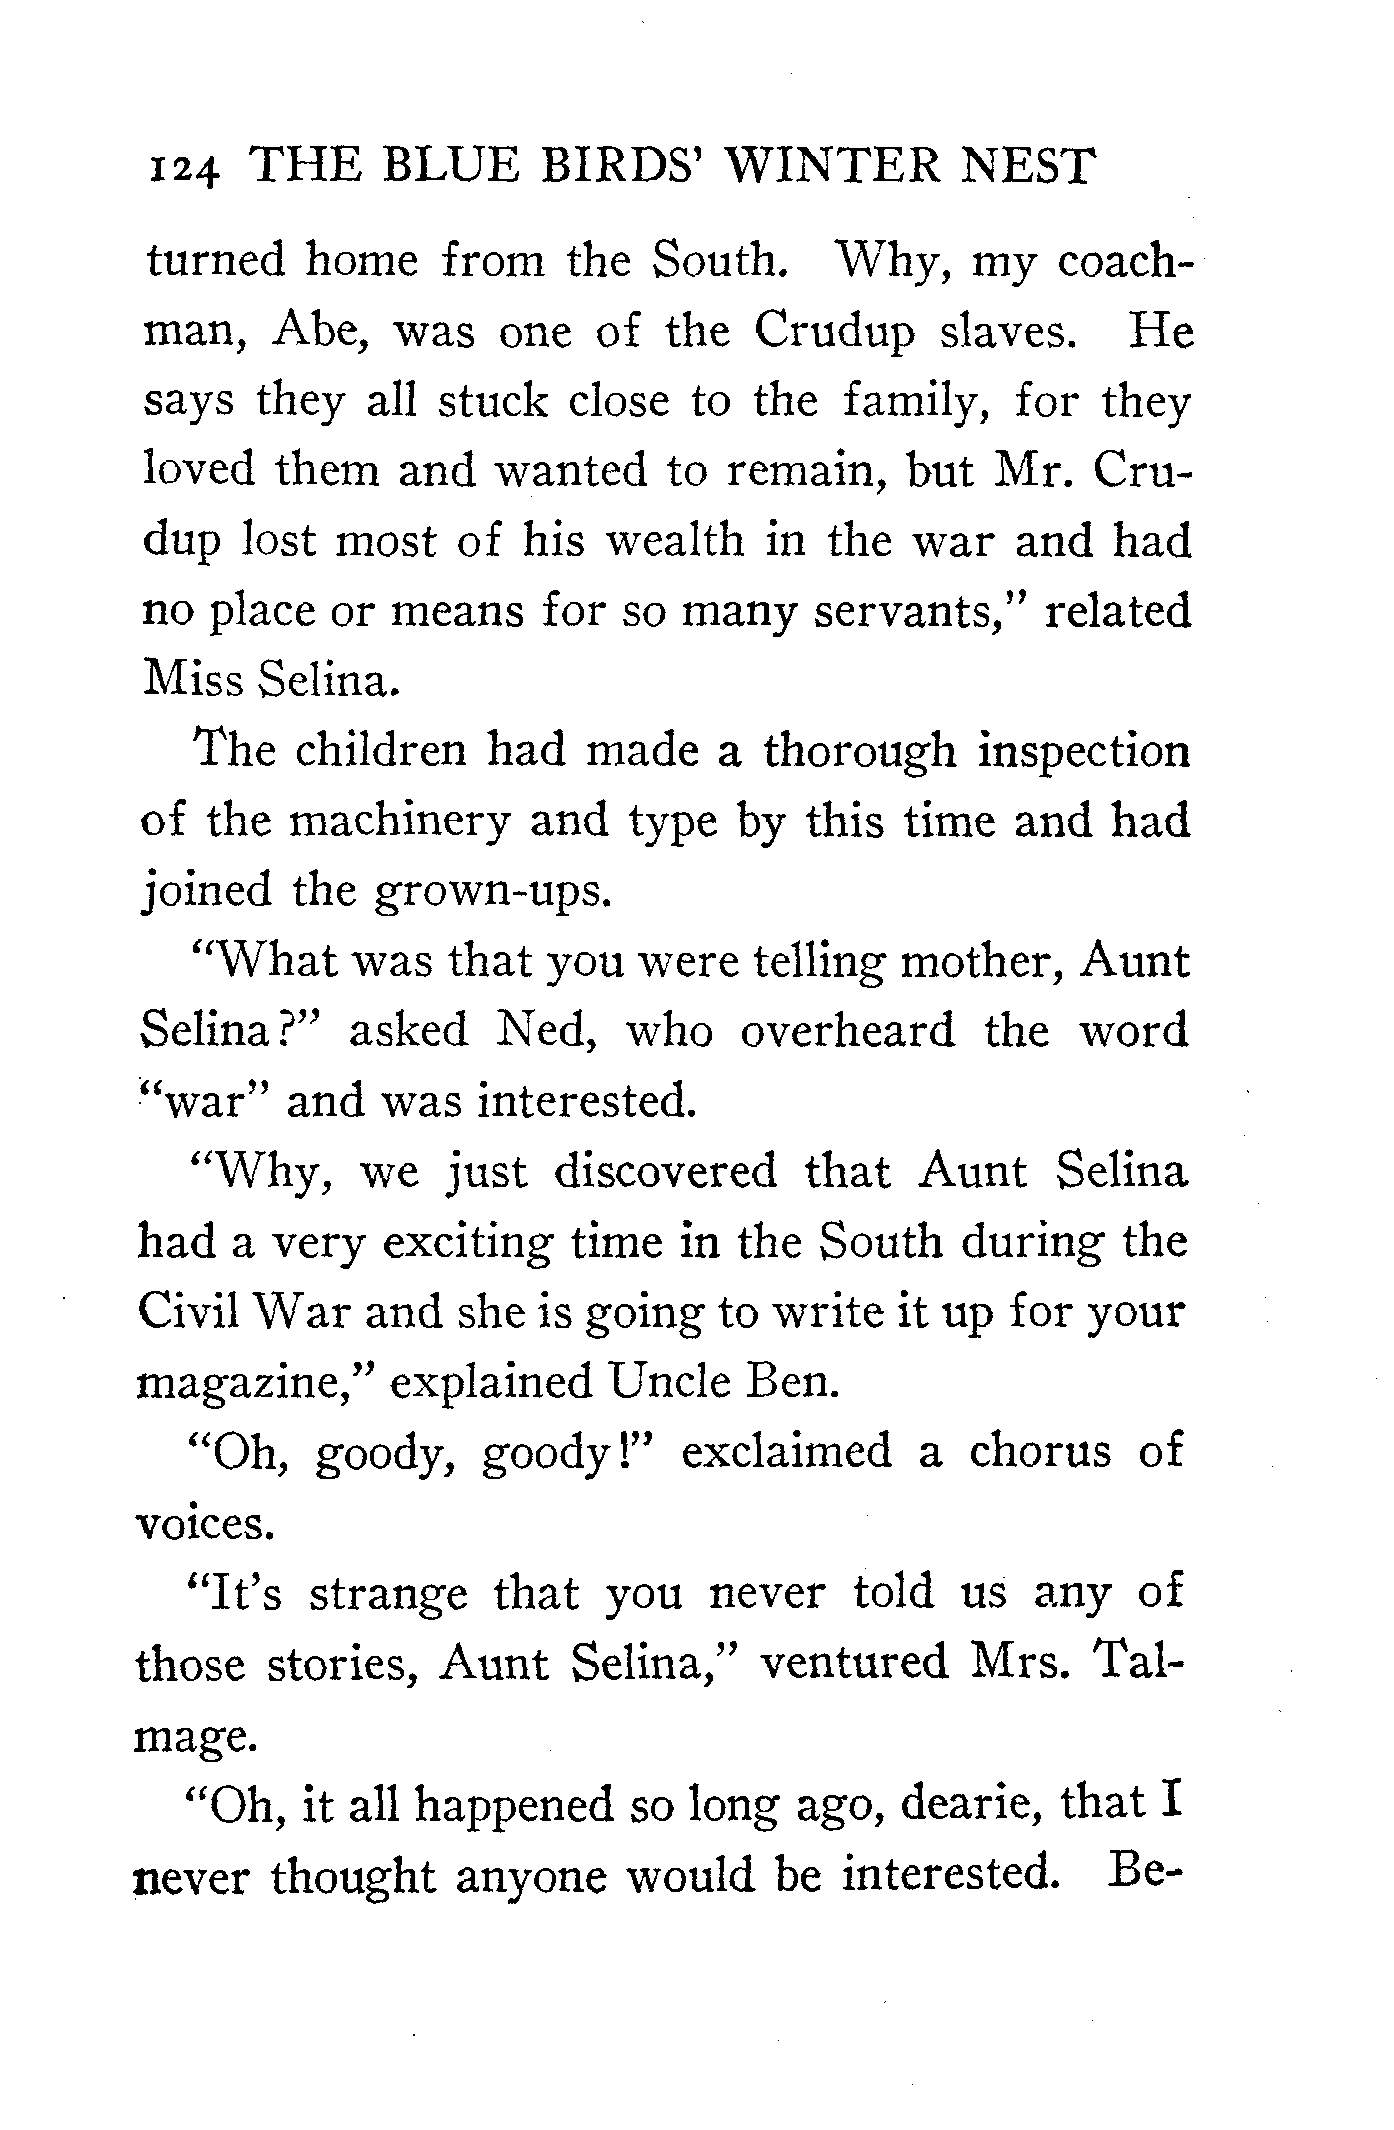 124 THE BLUE BIRDS' WINTER NEST
turned home from the South. Why, my coach-
man, Abe, was one of the Crudup slaves. He
says they all stuck close to the family, for they
loved them and wanted to remain, but Mr. Cru-
dup lost most of his wealth in the war and had
no place or means for so many servants,” related
Miss Selina.
The children had made a thorough inspection
of the machinery and type by this time and had
joined the grown-ups.
“What was that you were telling mother, Aunt
Selina?” asked Ned, who overheard the word
“war” and was interested.
“Why, we just discovered that Aunt Selina
had a very exciting time in the South during the
Civil War and she is going to write it up for your
magazine,” explained Uncle Ben.
“Oh, goody, goody!” exclaimed a chorus of
voices.
“It's strange that you never told us any of
those stories, Aunt Selina,” ventured Mrs. Tal-
mage.
“Oh, it all happened so long ago, dearie, that I
never thought anyone would be interested. Be-